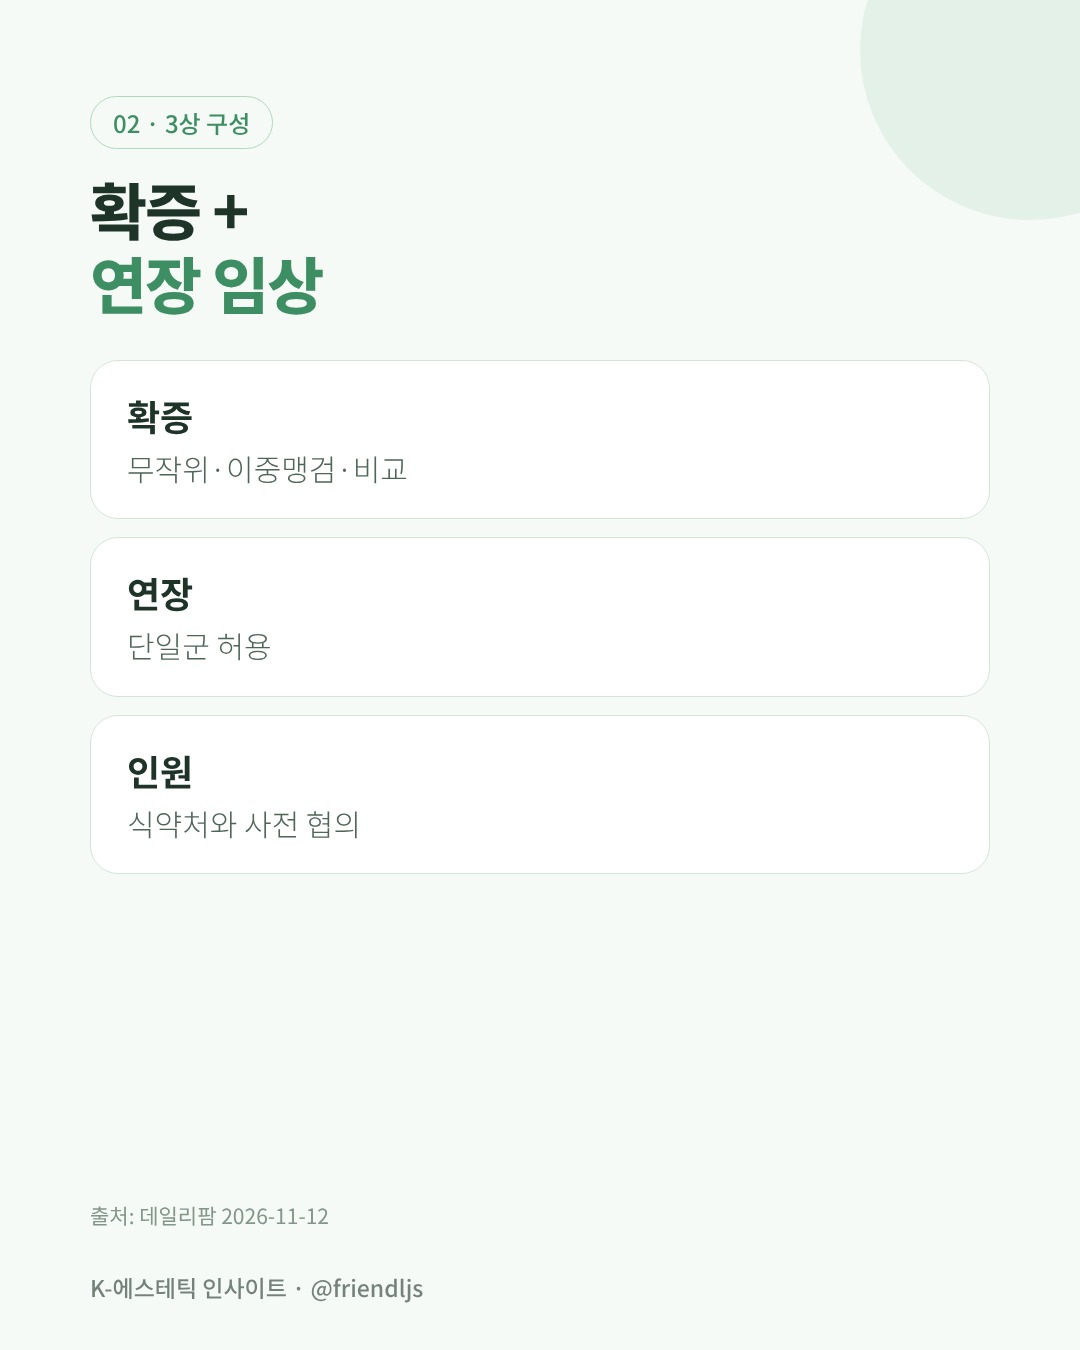 02 · 3상 구성
확증 +
연장 임상
확증
무작위·이중맹검·비교
연장
단일군 허용
인원
식약처와 사전 협의
출처: 데일리팜 2026-11-12
K-에스테틱 인사이트 · @friendljs